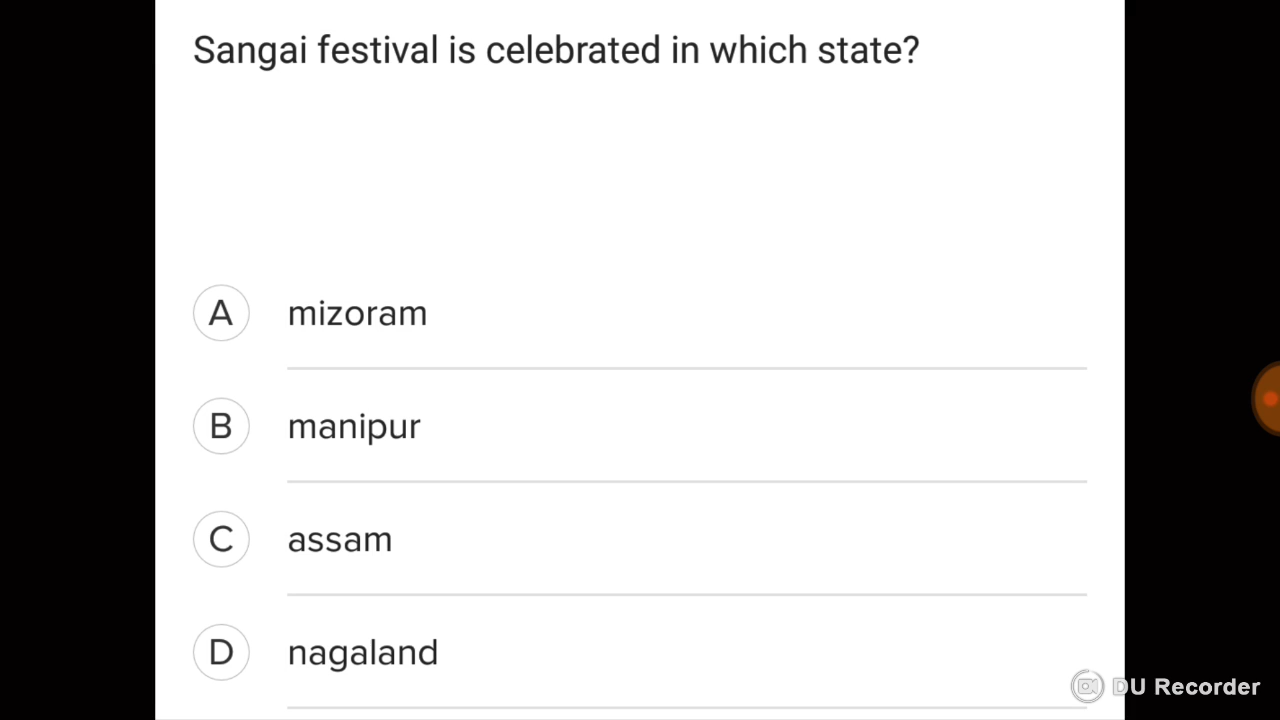 Sangai festival is celebrated in which state?
A mizoram
B manipur
C assam
D nagaland
DU Recorder